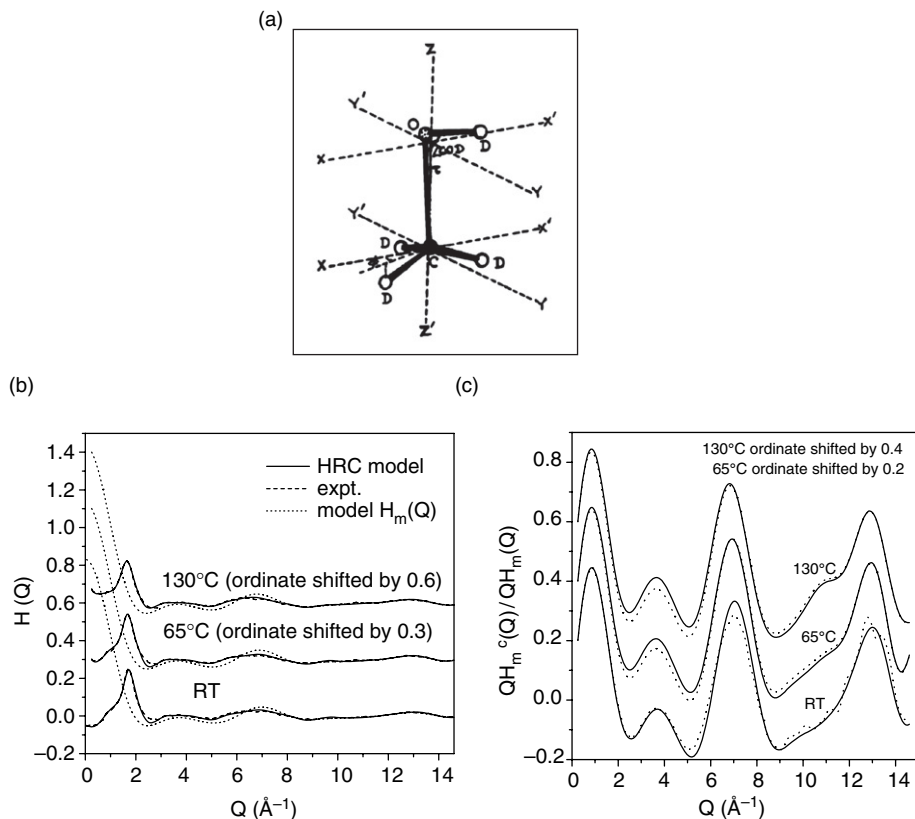 (a)
Z
Y'
O
X'
D
X
τ
Y
Y'
X'
D
D
X
C
D
Y
Z'
(b)
(c)
1.4
1.2
1.0
0.8
0.6
0.4
0.2
0.0
−0.2
H (Q)
HRC model
expt.
model Hm(Q)
130°C (ordinate shifted by 0.6)
65°C (ordinate shifted by 0.3)
RT
0 2 4 6 8 10 12 14
Q (Å−1)
0.8
0.6
0.4
0.2
0.0
−0.2
QHm c(Q) / QHm(Q)
130°C ordinate shifted by 0.4
65°C ordinate shifted by 0.2
130°C
65°C
RT
0 2 4 6 8 10 12 14
Q (Å−1)